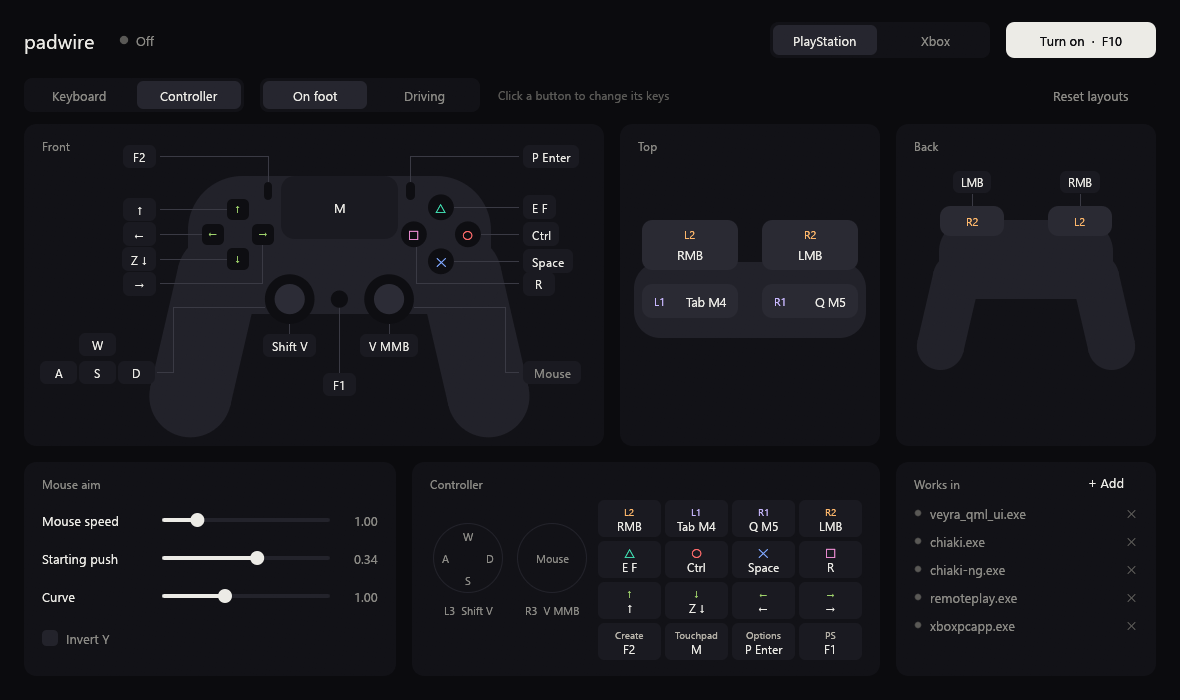 padwire
Off
PlayStation
Xbox
Turn on · F10
Keyboard
Controller
On foot
Driving
Click a button to change its keys
Reset layouts
Front
F2
P Enter
M
↑
↑
E F
←
←
→
Ctrl
Z ↓
↓
Space
→
R
W
Shift V
V MMB
A
S
D
F1
Mouse
Top
L2
RMB
R2
LMB
L1
Tab M4
R1
Q M5
Back
LMB
RMB
R2
L2
Mouse aim
Mouse speed
1.00
Starting push
0.34
Curve
1.00
Invert Y
Controller
W
A
D
S
Mouse
L3 Shift V
R3 V MMB
L2
RMB
L1
Tab M4
R1
Q M5
R2
LMB
E F
Ctrl
Space
R
↑
↑
↓
Z ↓
←
←
→
→
Create
F2
Touchpad
M
Options
P Enter
PS
F1
Works in
+ Add
veyra_qml_ui.exe
chiaki.exe
chiaki-ng.exe
remoteplay.exe
xboxpcapp.exe